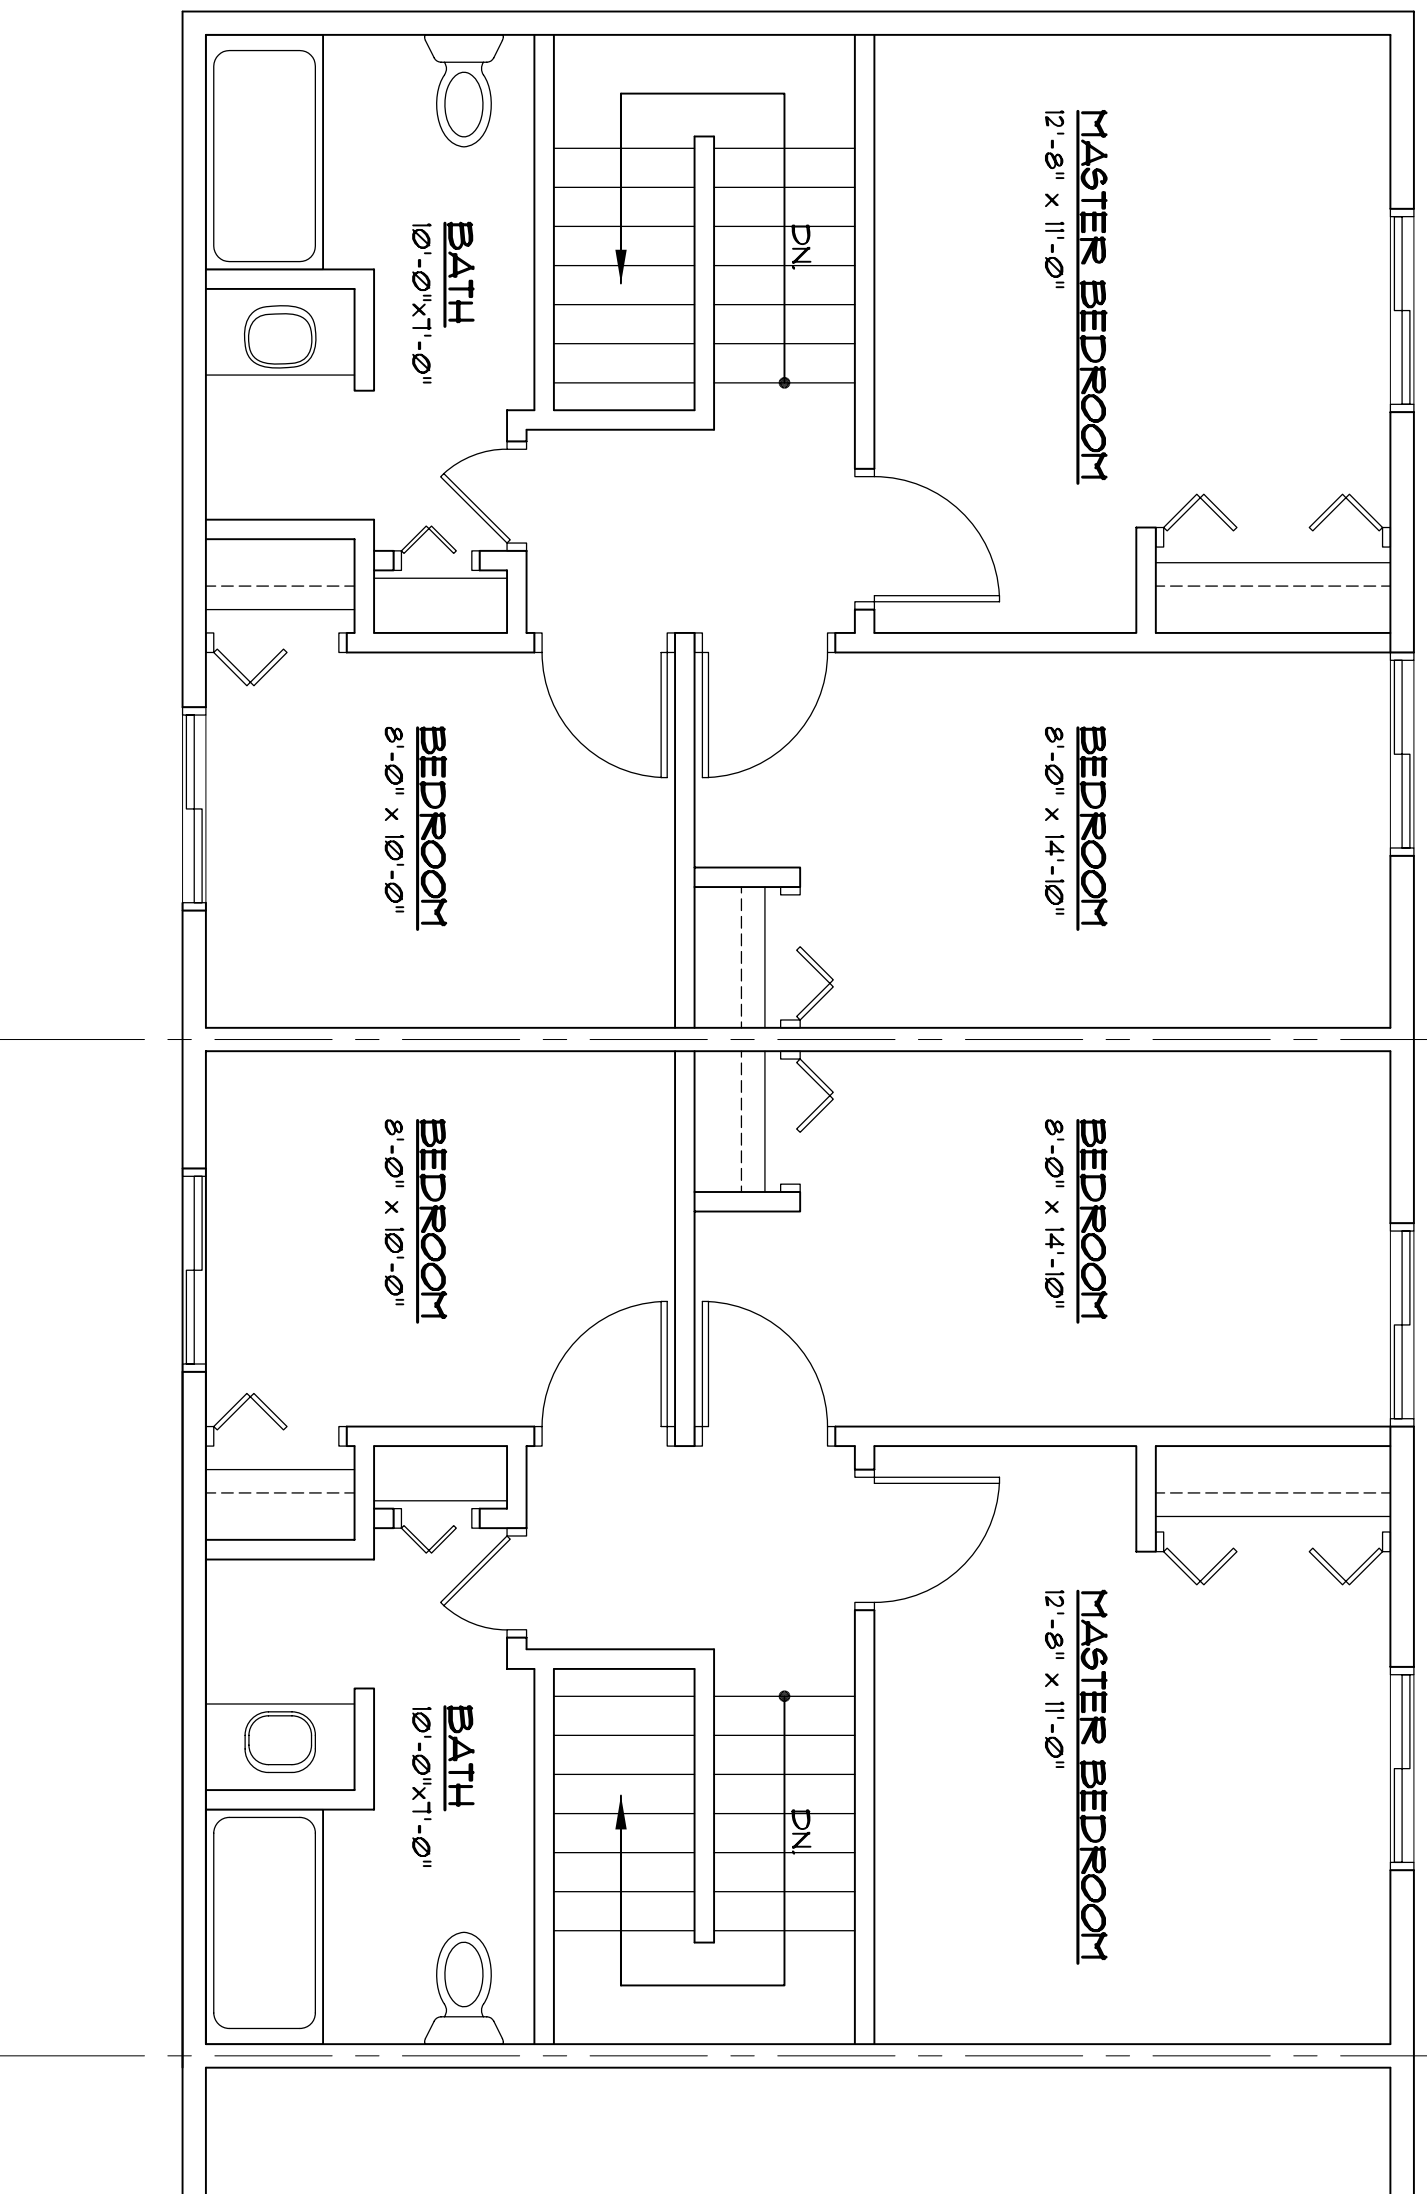 MASTER BEDROOM
12'-8" x 11'-0"
DN.
BATH
10'-0"x7'-0"
BEDROOM
8'-0" x 14'-10"
BEDROOM
8'-0" x 10'-0"
BEDROOM
8'-0" x 14'-10"
BEDROOM
8'-0" x 10'-0"
MASTER BEDROOM
12'-8" x 11'-0"
DN.
BATH
10'-0"x7'-0"